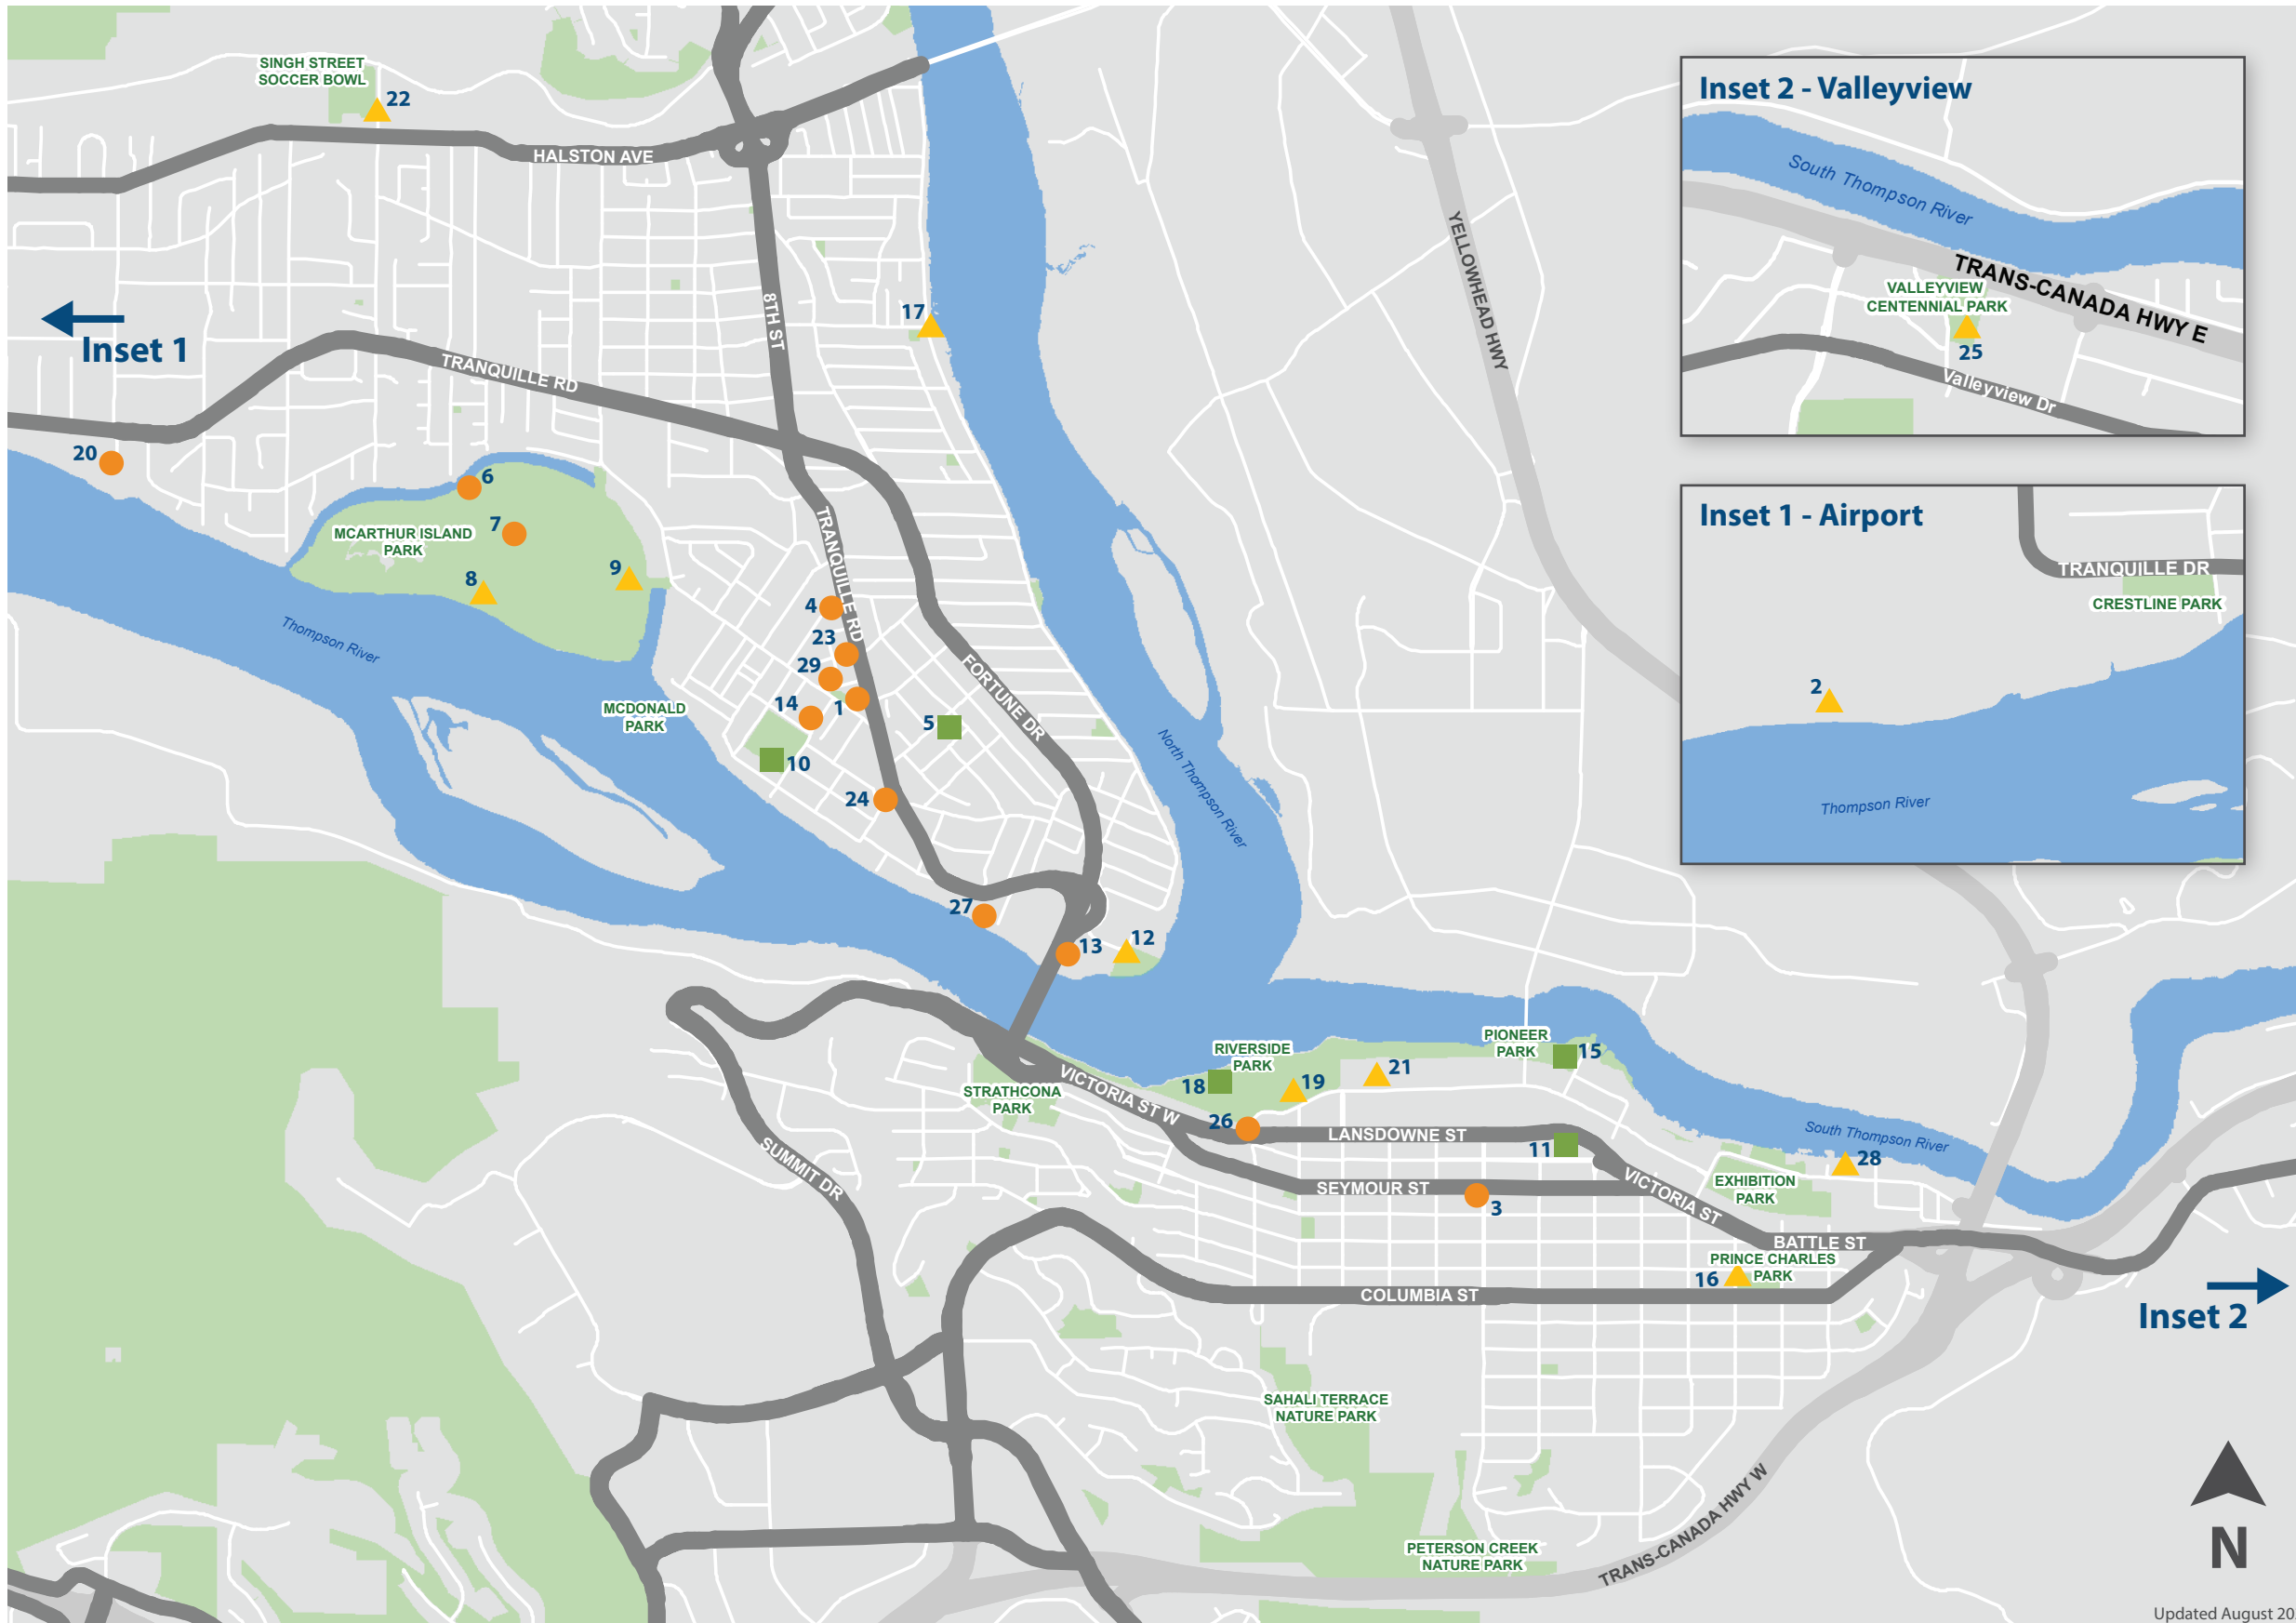 SINGH STREET
SOCCER BOWL
22
HALSTON AVE
Inset 2 - Valleyview
South Thompson River
TRANS-CANADA HWY E
VALLEYVIEW
CENTENNIAL PARK
25
Valleyview Dr
YELLOWHEAD HWY
8TH ST
17
Inset 1
TRANQUILLE RD
20
6
7
MCARTHUR ISLAND
PARK
8
9
Thompson River
Inset 1 - Airport
TRANQUILLE DR
CRESTLINE PARK
2
Thompson River
TRANQUILLE RD
4
23
29
14
1
5
10
24
FORTUNE DR
MCDONALD
PARK
North Thompson River
27
13
12
RIVERSIDE
PARK
PIONEER
PARK
15
18
19
21
STRATHCONA
PARK
VICTORIA ST W
26
LANSDOWNE ST
11
South Thompson River
28
SUMMIT DR
SEYMOUR ST
3
VICTORIA ST
EXHIBITION
PARK
BATTLE ST
PRINCE CHARLES
PARK
16
COLUMBIA ST
Inset 2
SAHALI TERRACE
NATURE PARK
PETERSON CREEK
NATURE PARK
TRANS-CANADA HWY W
N
Updated August 20